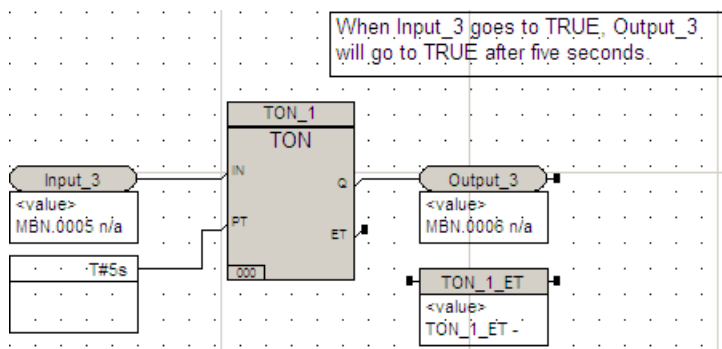 When Input_3 goes to TRUE, Output_3
will go to TRUE after five seconds.
TON_1
TON
Input_3
IN
Q
Output_3
<value>
MBN.0005 n/a
PT
ET
<value>
MBN.0006 n/a
T#5s
000
TON_1_ET
<value>
TON_1_ET -